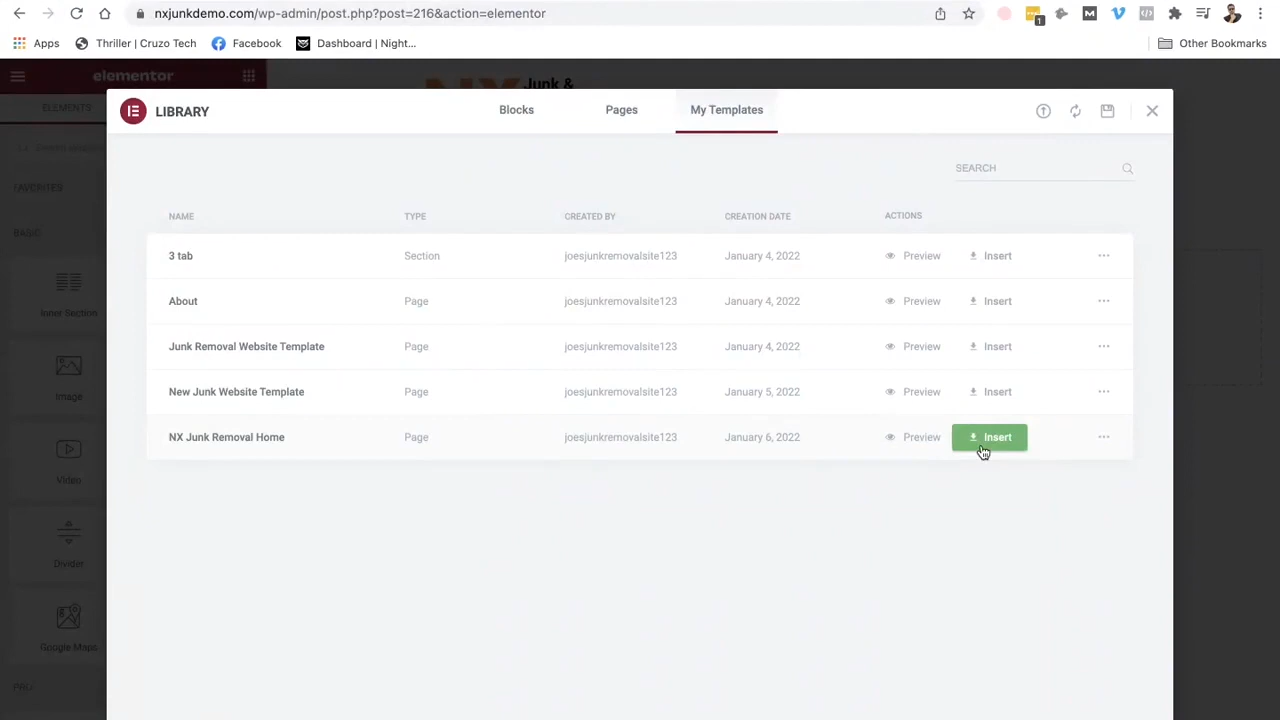 nxjunkdemo.com/wp-admin/post.php?post=216&action=elementor
1
Apps Thriller | Cruzo Tech Facebook Dashboard | Night... Other Bookmarks
elementor
Junk &
ELEMENTS
LIBRARY Blocks Pages My Templates
SEARCH
FAVORITES
NAME TYPE CREATED BY CREATION DATE ACTIONS
BASIC
3 tab Section joesjunkremovalsite123 January 4, 2022 Preview Insert
About Page joesjunkremovalsite123 January 4, 2022 Preview Insert
Inner Section
Junk Removal Website Template Page joesjunkremovalsite123 January 4, 2022 Preview Insert
New Junk Website Template Page joesjunkremovalsite123 January 5, 2022 Preview Insert
Image
NX Junk Removal Home Page joesjunkremovalsite123 January 6, 2022 Preview Insert
Video
Divider
Google Maps
PRO